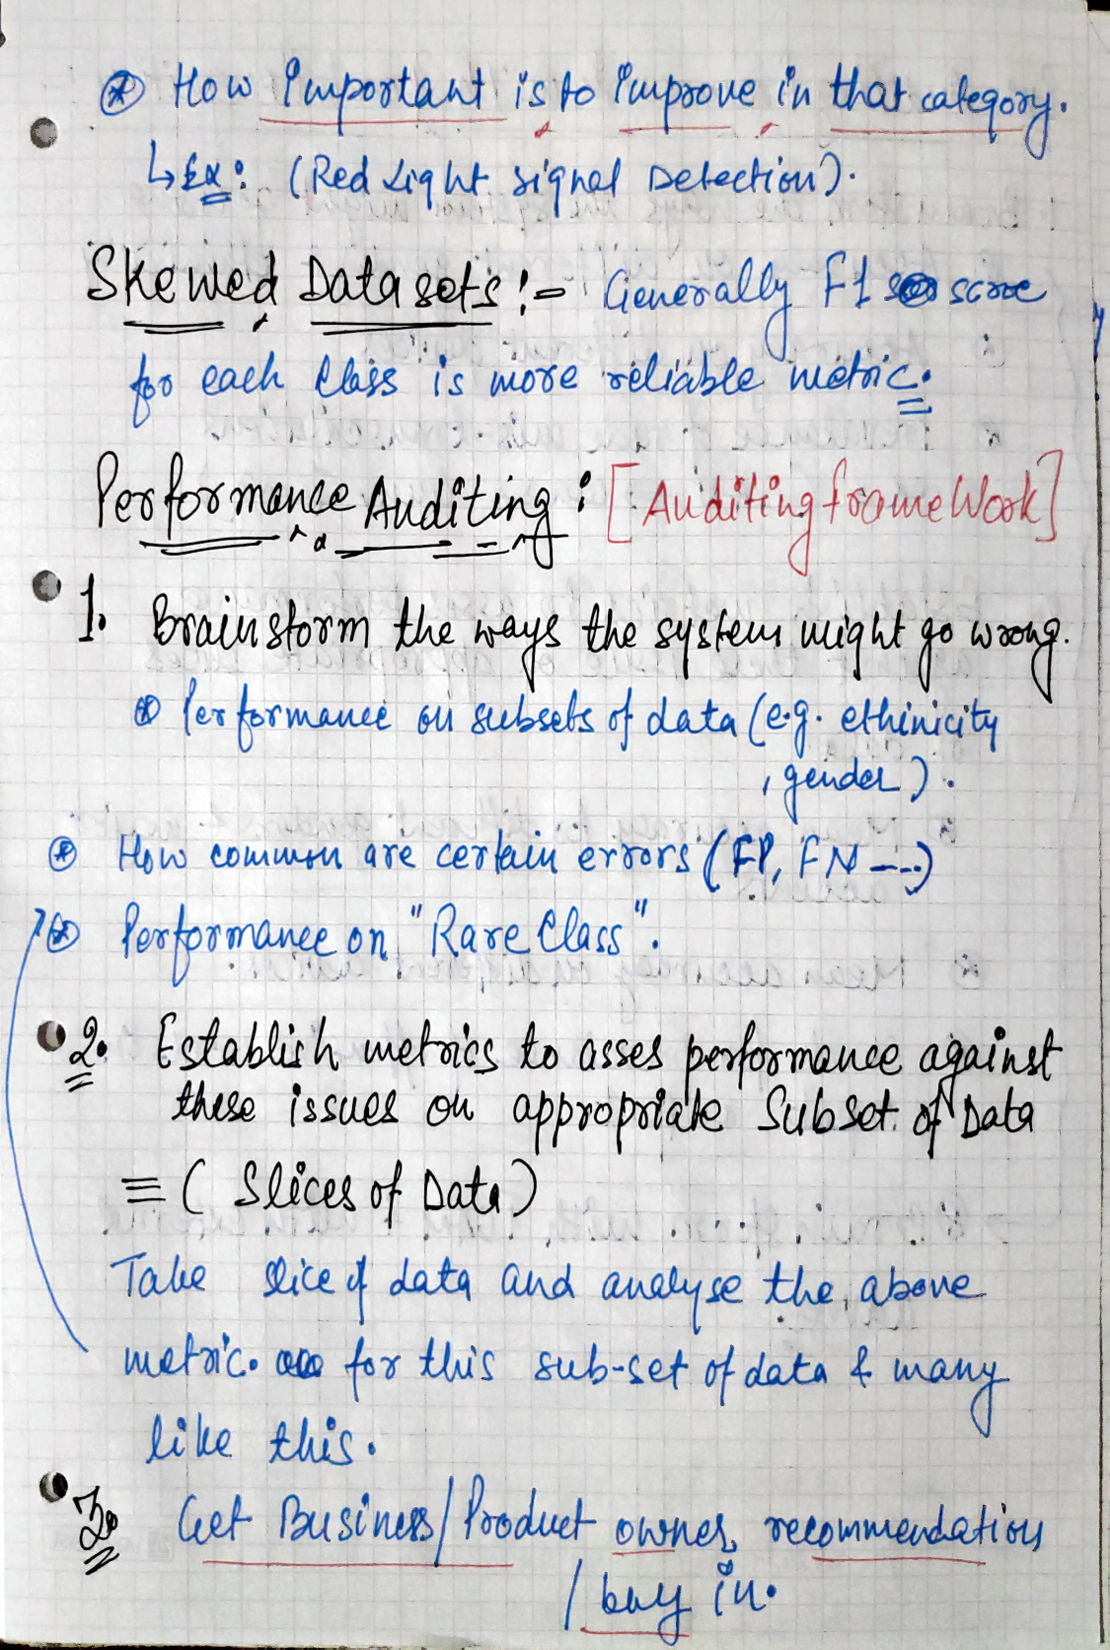 ⊛ How Important is to Improve in that category.
↳ Ex: (Red Light signal Detection).
Skewed Datasets :- Generally F1 score
for each class is more reliable metric.
Performance Auditing : [Auditing frameWork]
1. Brainstorm the ways the system might go wrong.
⊛ Performance on subsets of data (e.g. ethinicity
, gender).
⊛ How common are certain errors (FP, FN ---)
⊛ Performance on "Rare Class".
2. Establish metrics to asses performance against
these issues on appropriate Subset of Data
≡ ( Slices of Data)
Take slice of data and analyse the above
metric. for this sub-set of data & many
like this.
3. Get Business/Product owner recommendation
/ buy in.